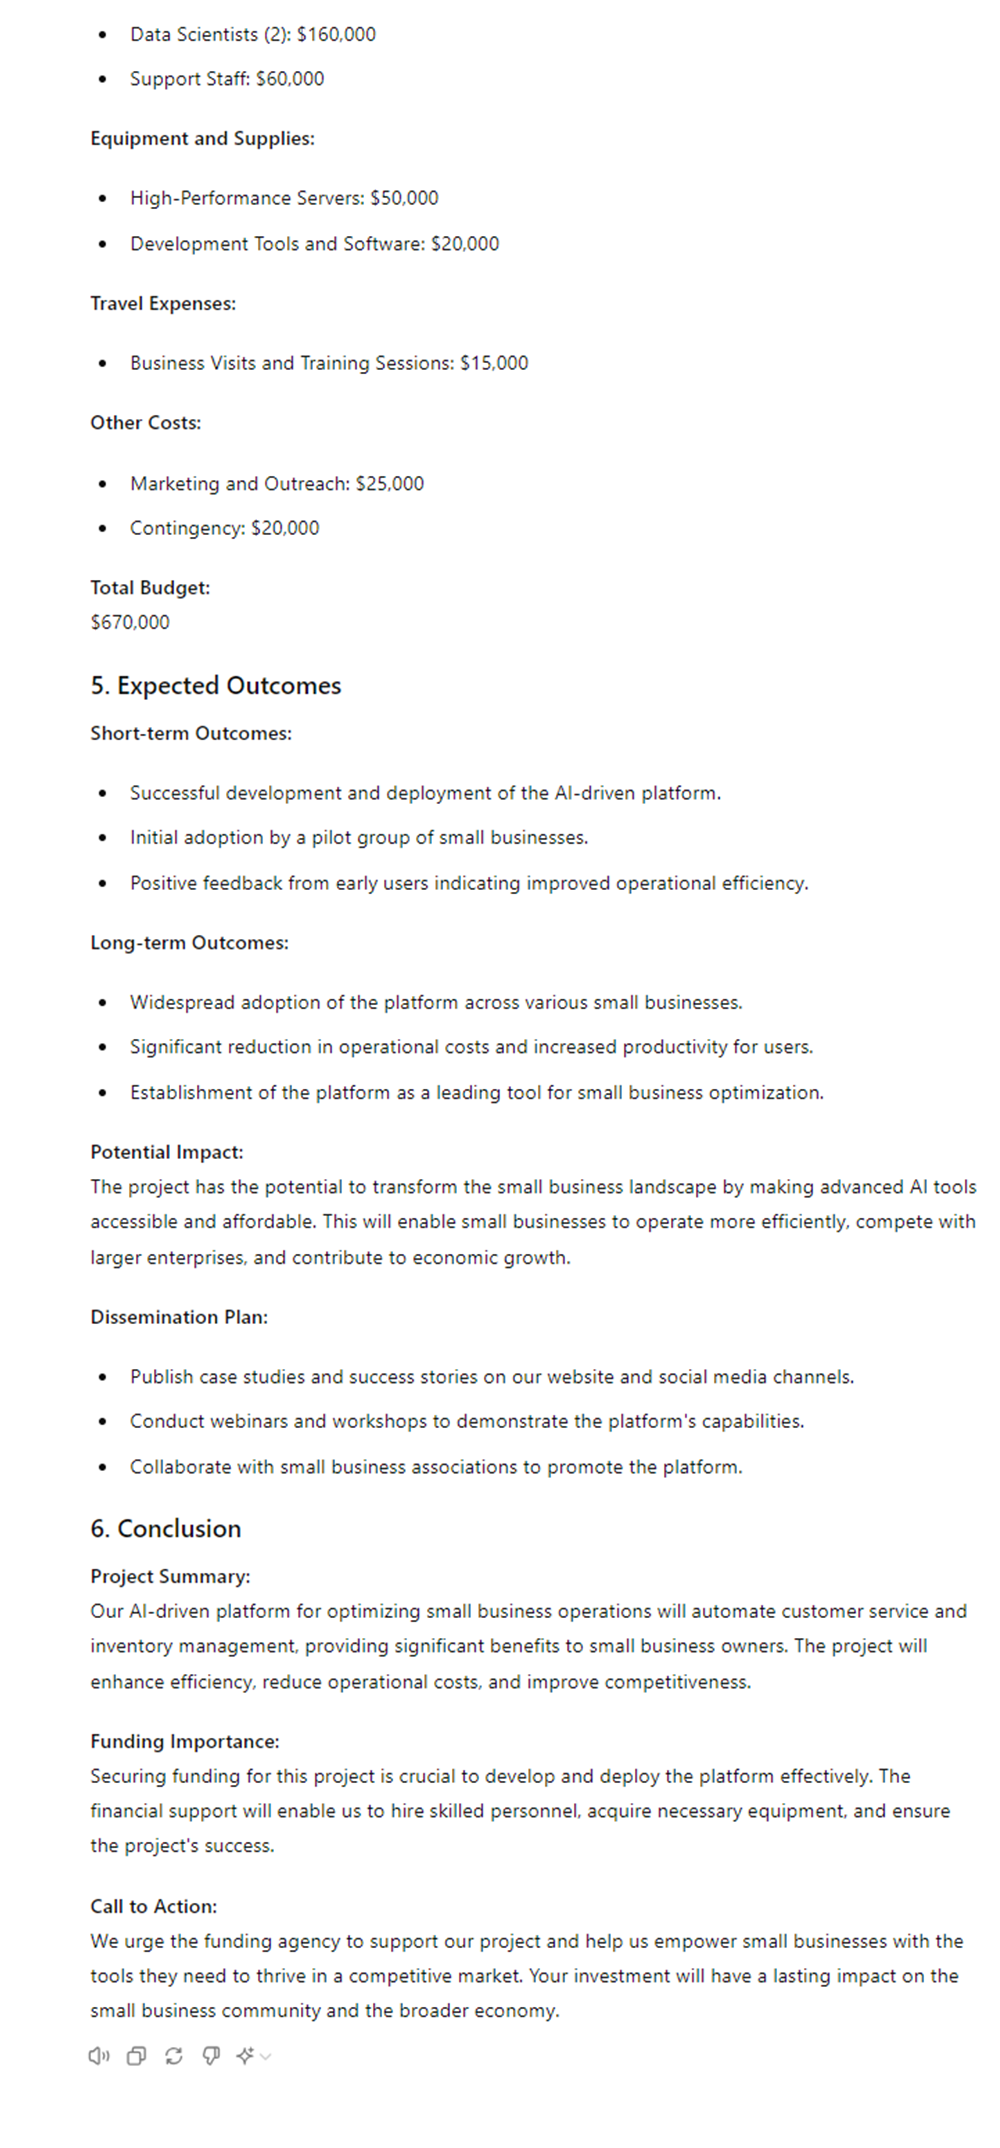 • Data Scientists (2): $160,000
• Support Staff: $60,000
Equipment and Supplies:
• High-Performance Servers: $50,000
• Development Tools and Software: $20,000
Travel Expenses:
• Business Visits and Training Sessions: $15,000
Other Costs:
• Marketing and Outreach: $25,000
• Contingency: $20,000
Total Budget:
$670,000
5. Expected Outcomes
Short-term Outcomes:
• Successful development and deployment of the AI-driven platform.
• Initial adoption by a pilot group of small businesses.
• Positive feedback from early users indicating improved operational efficiency.
Long-term Outcomes:
• Widespread adoption of the platform across various small businesses.
• Significant reduction in operational costs and increased productivity for users.
• Establishment of the platform as a leading tool for small business optimization.
Potential Impact:
The project has the potential to transform the small business landscape by making advanced AI tools
accessible and affordable. This will enable small businesses to operate more efficiently, compete with
larger enterprises, and contribute to economic growth.
Dissemination Plan:
• Publish case studies and success stories on our website and social media channels.
• Conduct webinars and workshops to demonstrate the platform's capabilities.
• Collaborate with small business associations to promote the platform.
6. Conclusion
Project Summary:
Our AI-driven platform for optimizing small business operations will automate customer service and
inventory management, providing significant benefits to small business owners. The project will
enhance efficiency, reduce operational costs, and improve competitiveness.
Funding Importance:
Securing funding for this project is crucial to develop and deploy the platform effectively. The
financial support will enable us to hire skilled personnel, acquire necessary equipment, and ensure
the project's success.
Call to Action:
We urge the funding agency to support our project and help us empower small businesses with the
tools they need to thrive in a competitive market. Your investment will have a lasting impact on the
small business community and the broader economy.